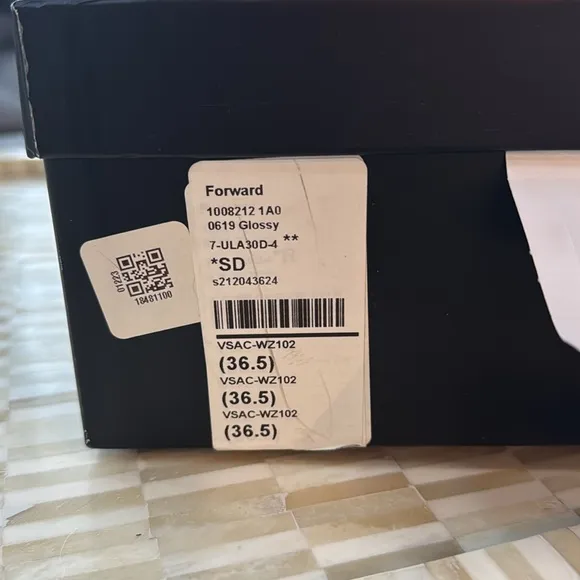 Forward
1008212 1A0
0619 Glossy
7-ULA30D-4 **
*SD
s212043624
VSAC-WZ102
(36.5)
VSAC-WZ102
(36.5)
VSAC-WZ102
(36.5)
01223
18481100